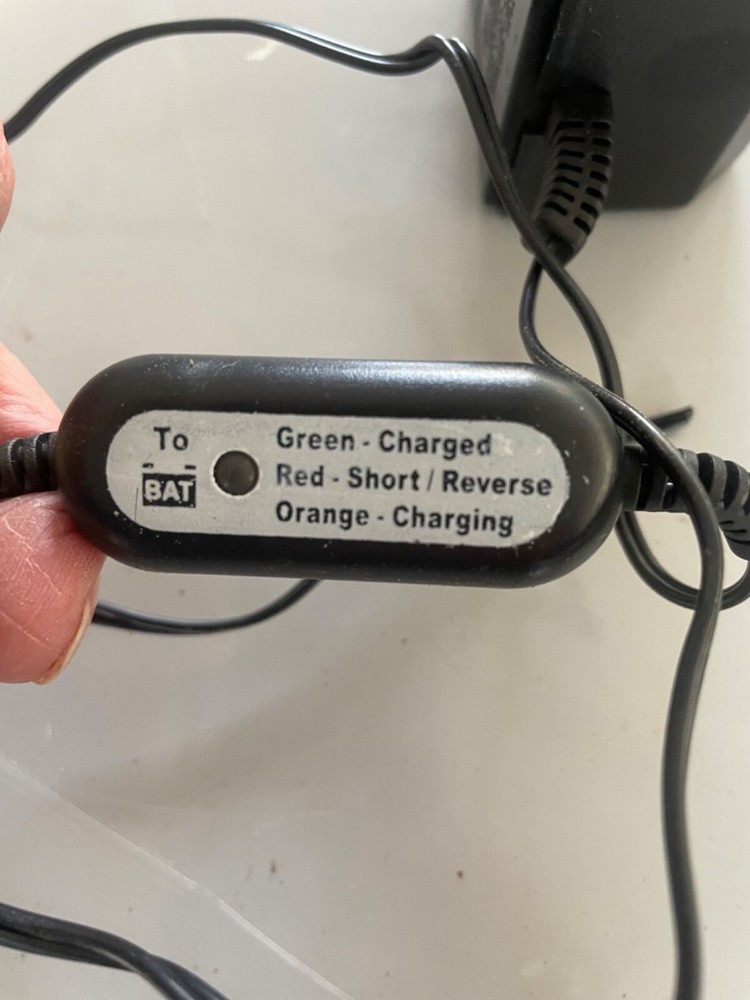 To
BAT
Green - Charged
Red - Short / Reverse
Orange - Charging